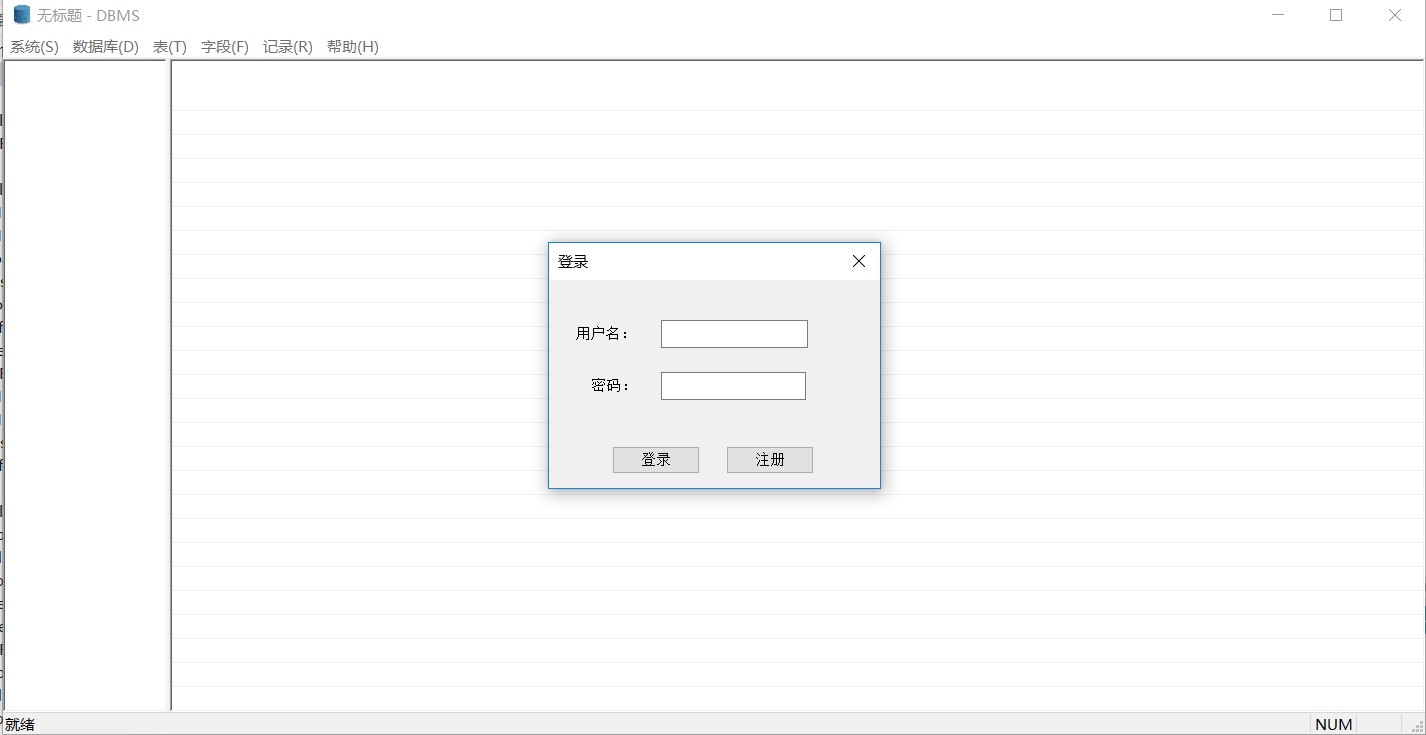 无标题 - DBMS
系统(S) 数据库(D) 表(T) 字段(F) 记录(R) 帮助(H)
登录
用户名：
密码：
登录 注册
就绪 NUM